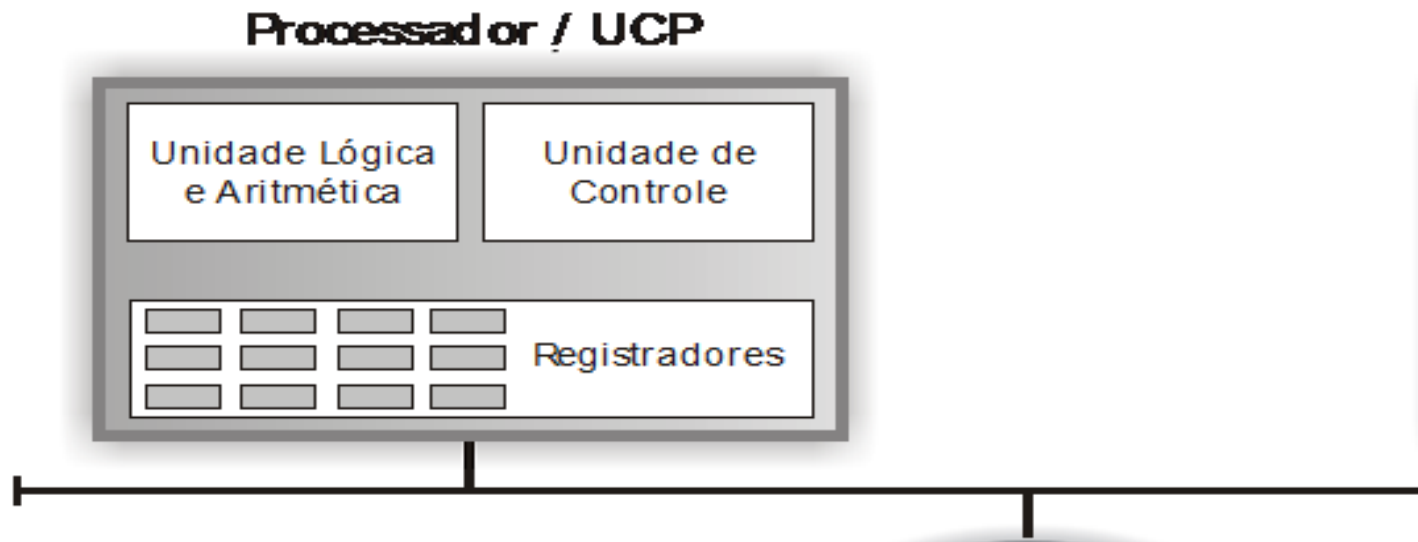 Processador / UCP
Unidade Lógica
e Aritmética
Unidade de
Controle
Registradores